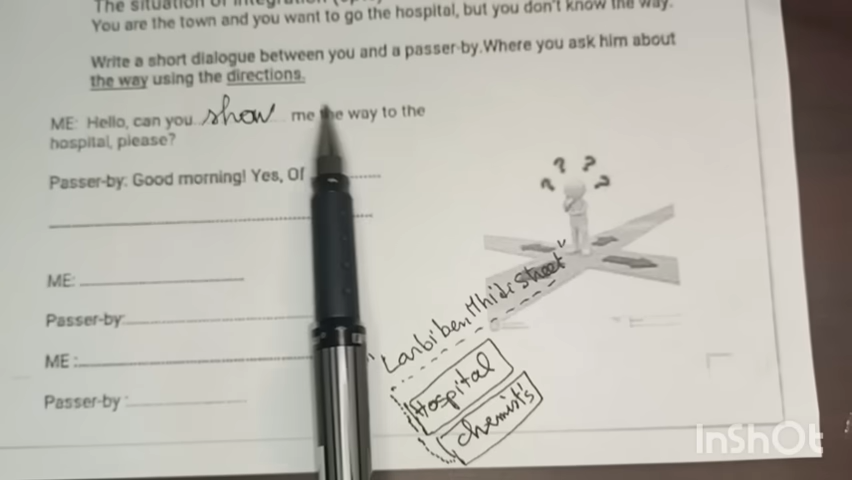 The situation of integration
You are the town and you want to go the hospital, but you don't know the way.
Write a short dialogue between you and a passer-by.Where you ask him about
the way using the directions.
ME: Hello, can you show me the way to the
hospital, please?
Passer-by: Good morning! Yes, Of
ME:
Passer-by:
ME :
Passer-by :
? ? ? ?
"Larbi ben M'hidi Street"
Hospital
chemist's
InShOt